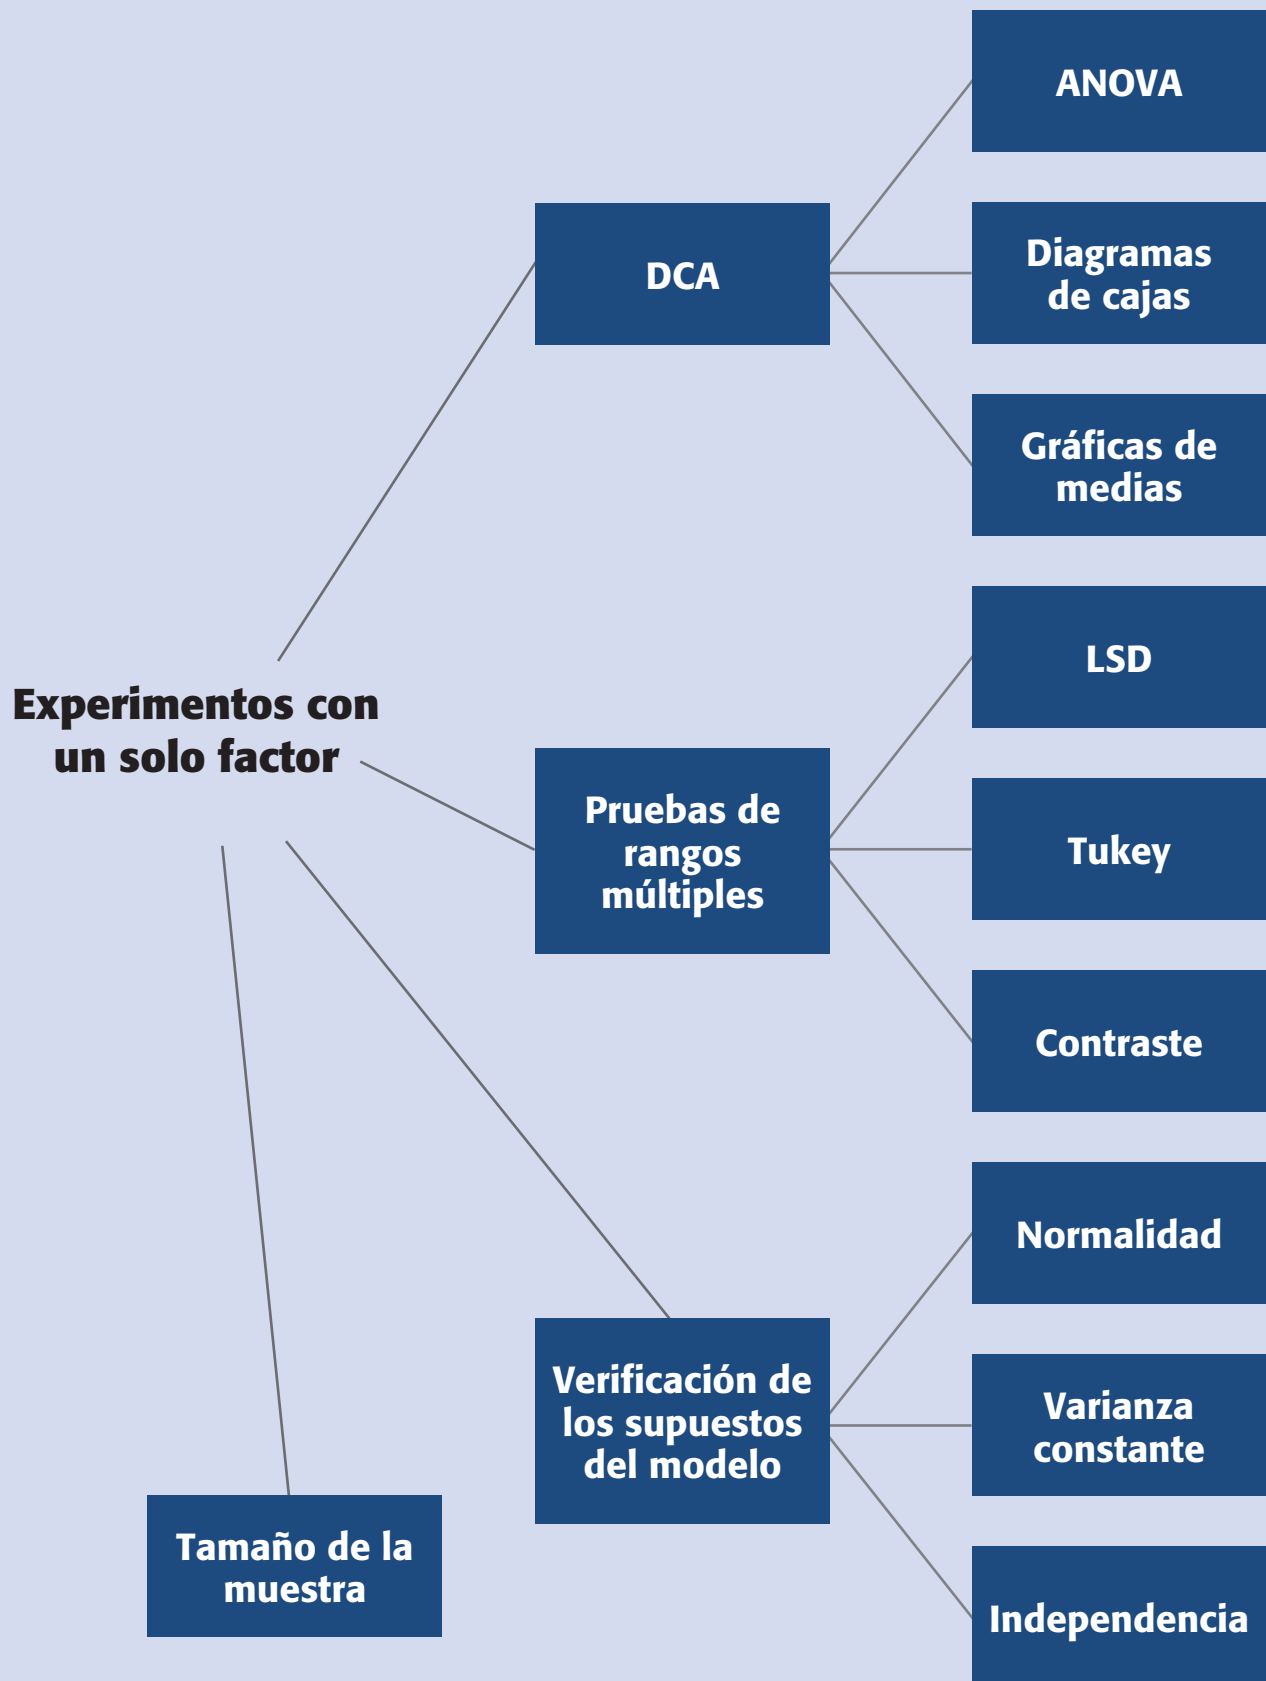 Experimentos con
un solo factor
DCA
ANOVA
Diagramas
de cajas
Gráficas de
medias
Pruebas de
rangos
múltiples
LSD
Tukey
Contraste
Verificación de
los supuestos
del modelo
Normalidad
Varianza
constante
Independencia
Tamaño de la
muestra